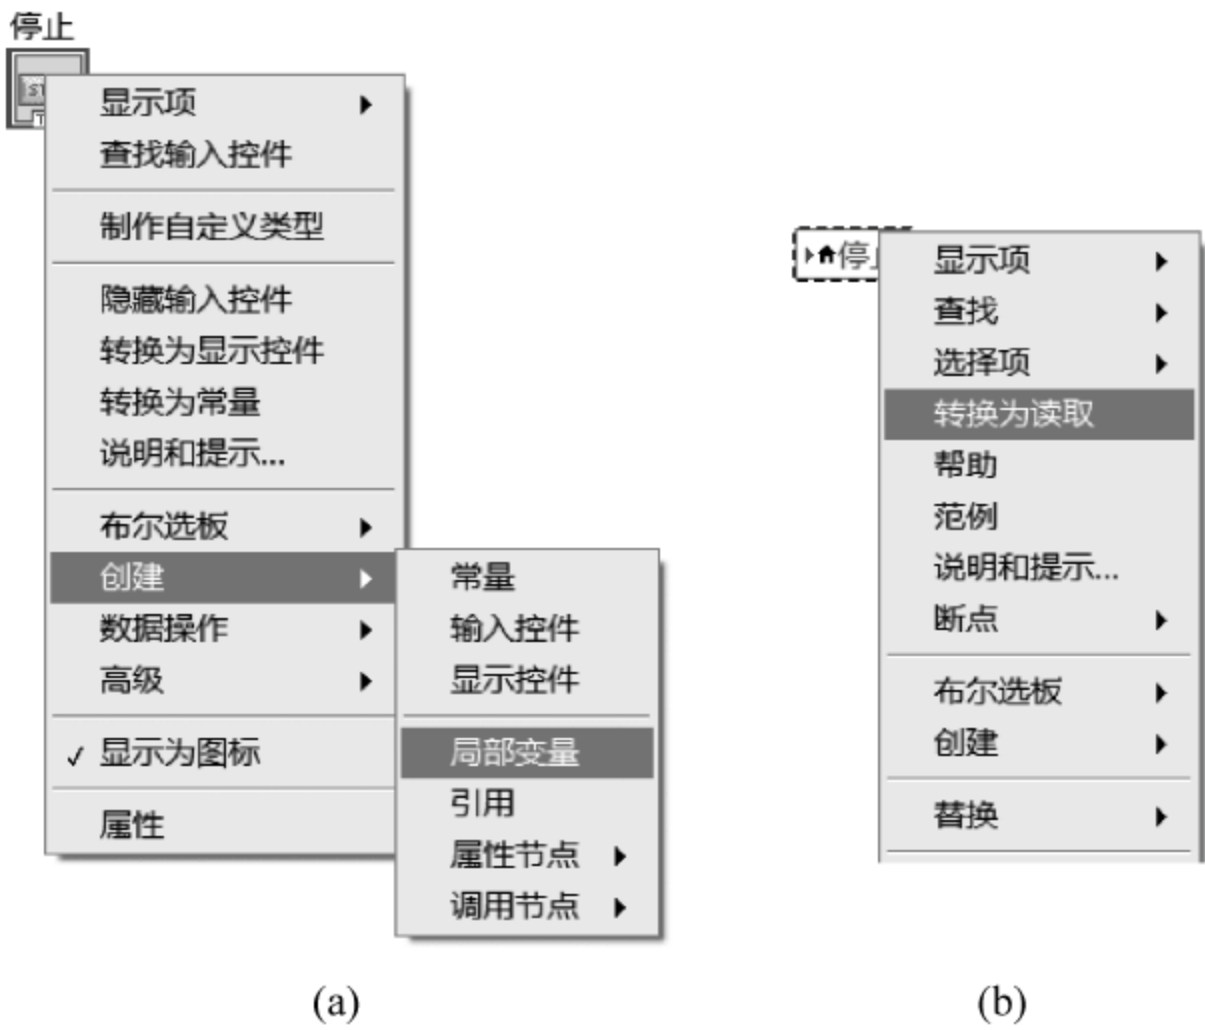 停止
显示项
查找输入控件
制作自定义类型
隐藏输入控件
转换为显示控件
转换为常量
说明和提示...
布尔选板
创建
数据操作
高级
✓ 显示为图标
属性
常量
输入控件
显示控件
局部变量
引用
属性节点
调用节点
(a)
停
显示项
查找
选择项
转换为读取
帮助
范例
说明和提示...
断点
布尔选板
创建
替换
(b)